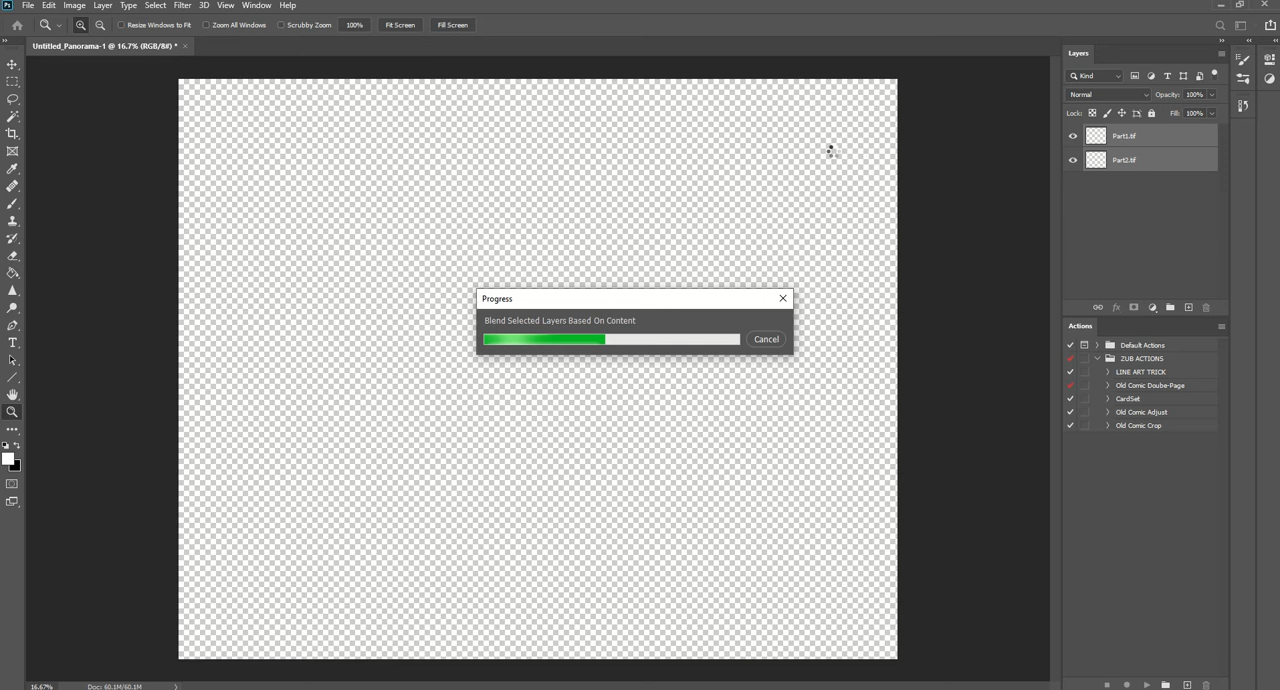 Ps File Edit Image Layer Type Select Filter 3D View Window Help
Resize Windows to Fit Zoom All Windows Scrubby Zoom 100% Fit Screen Fill Screen
Untitled_Panorama-1 @ 16.7% (RGB/8#) *
Layers
Kind
Normal Opacity: 100%
Lock: Fill: 100%
Part1.tif
Part2.tif
Progress
Blend Selected Layers Based On Content
Cancel
fx
Actions
Default Actions
ZUB ACTIONS
LINE ART TRICK
Old Comic Doube-Page
CardSet
Old Comic Adjust
Old Comic Crop
16.67% Doc: 60.1M/60.1M